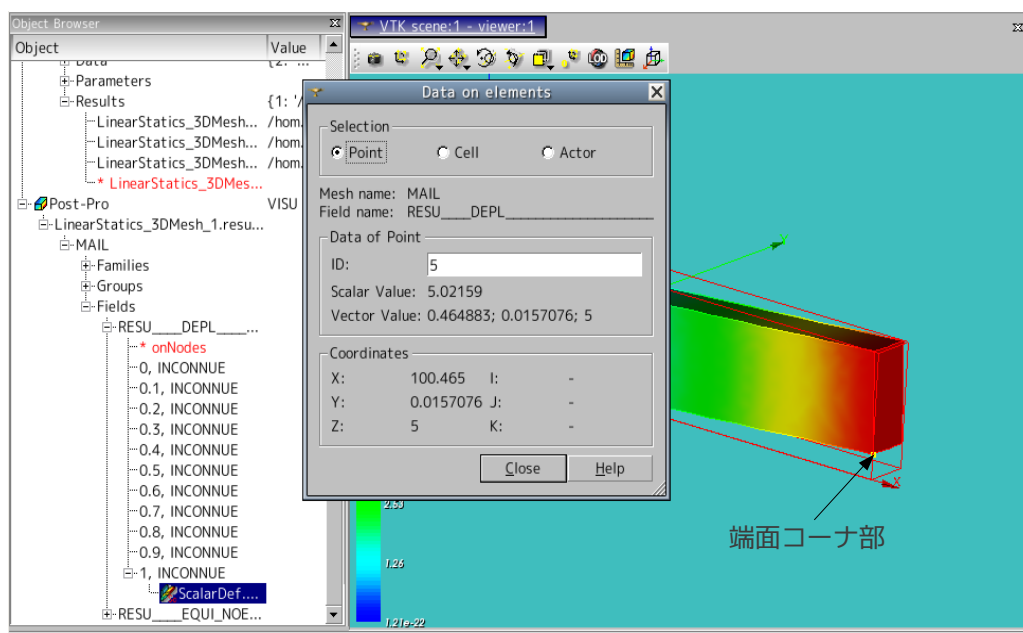 Object Browser
Object Value
Data {2: '...
Parameters
Results {1: '/
LinearStatics_3DMesh... /hom.
LinearStatics_3DMesh... /hom.
LinearStatics_3DMesh... /hom.
* LinearStatics_3DMes...
Post-Pro VISU
LinearStatics_3DMesh_1.resu...
MAIL
Families
Groups
Fields
RESU____DEPL____...
* onNodes
0, INCONNUE
0.1, INCONNUE
0.2, INCONNUE
0.3, INCONNUE
0.4, INCONNUE
0.5, INCONNUE
0.6, INCONNUE
0.7, INCONNUE
0.8, INCONNUE
0.9, INCONNUE
1, INCONNUE
ScalarDef....
RESU____EQUI_NOE...
VTK scene:1 - viewer:1
LOD
Data on elements
Selection
Point Cell Actor
Mesh name: MAIL
Field name: RESU____DEPL____________________
Data of Point
ID: 5
Scalar Value: 5.02159
Vector Value: 0.464883; 0.0157076; 5
Coordinates
X: 100.465 I: -
Y: 0.0157076 J: -
Z: 5 K: -
Close Help
X
端面コーナ部
1.26
1.21e-22